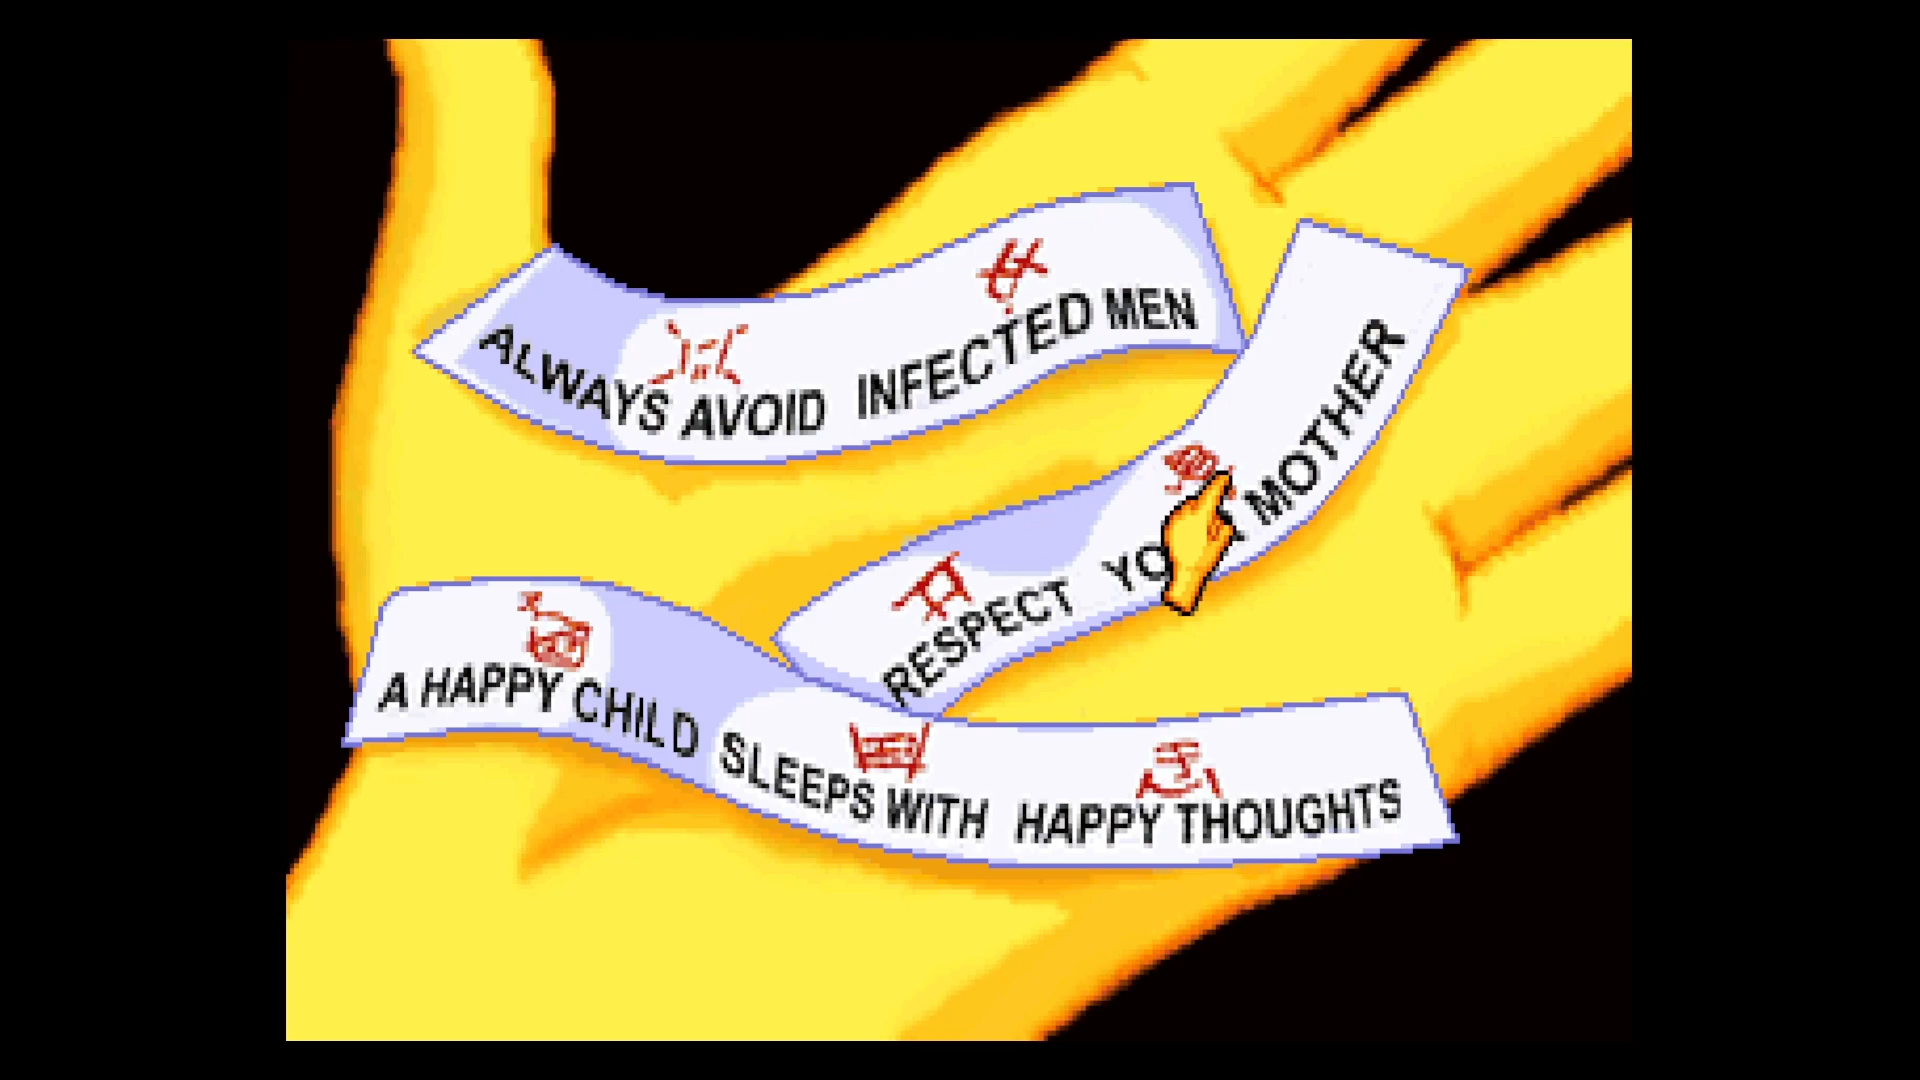 ALWAYS AVOID INFECTED MEN
RESPECT MOTHER
A HAPPY CHILD SLEEPS WITH HAPPY THOUGHTS